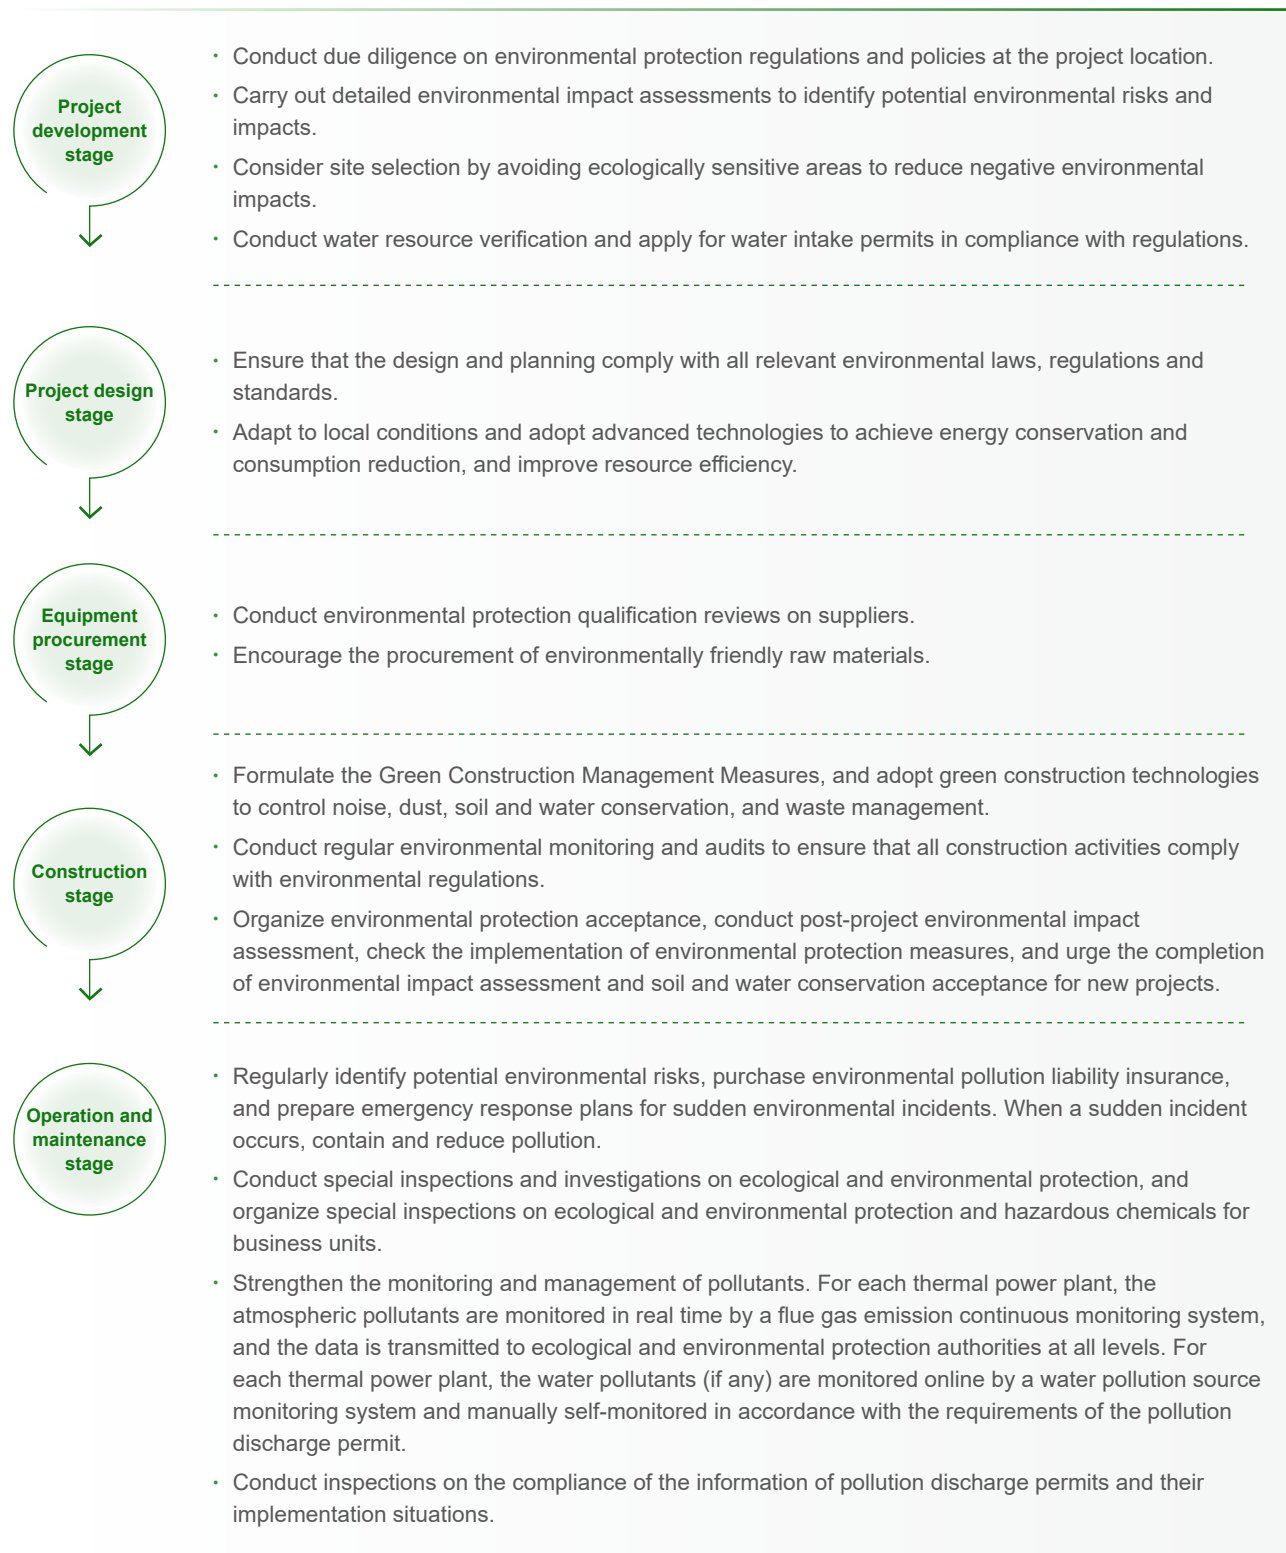 Project
development
stage
· Conduct due diligence on environmental protection regulations and policies at the project location.
· Carry out detailed environmental impact assessments to identify potential environmental risks and
impacts.
· Consider site selection by avoiding ecologically sensitive areas to reduce negative environmental
impacts.
· Conduct water resource verification and apply for water intake permits in compliance with regulations.
Project design
stage
· Ensure that the design and planning comply with all relevant environmental laws, regulations and
standards.
· Adapt to local conditions and adopt advanced technologies to achieve energy conservation and
consumption reduction, and improve resource efficiency.
Equipment
procurement
stage
· Conduct environmental protection qualification reviews on suppliers.
· Encourage the procurement of environmentally friendly raw materials.
Construction
stage
· Formulate the Green Construction Management Measures, and adopt green construction technologies
to control noise, dust, soil and water conservation, and waste management.
· Conduct regular environmental monitoring and audits to ensure that all construction activities comply
with environmental regulations.
· Organize environmental protection acceptance, conduct post-project environmental impact
assessment, check the implementation of environmental protection measures, and urge the completion
of environmental impact assessment and soil and water conservation acceptance for new projects.
Operation and
maintenance
stage
· Regularly identify potential environmental risks, purchase environmental pollution liability insurance,
and prepare emergency response plans for sudden environmental incidents. When a sudden incident
occurs, contain and reduce pollution.
· Conduct special inspections and investigations on ecological and environmental protection, and
organize special inspections on ecological and environmental protection and hazardous chemicals for
business units.
· Strengthen the monitoring and management of pollutants. For each thermal power plant, the
atmospheric pollutants are monitored in real time by a flue gas emission continuous monitoring system,
and the data is transmitted to ecological and environmental protection authorities at all levels. For
each thermal power plant, the water pollutants (if any) are monitored online by a water pollution source
monitoring system and manually self-monitored in accordance with the requirements of the pollution
discharge permit.
· Conduct inspections on the compliance of the information of pollution discharge permits and their
implementation situations.